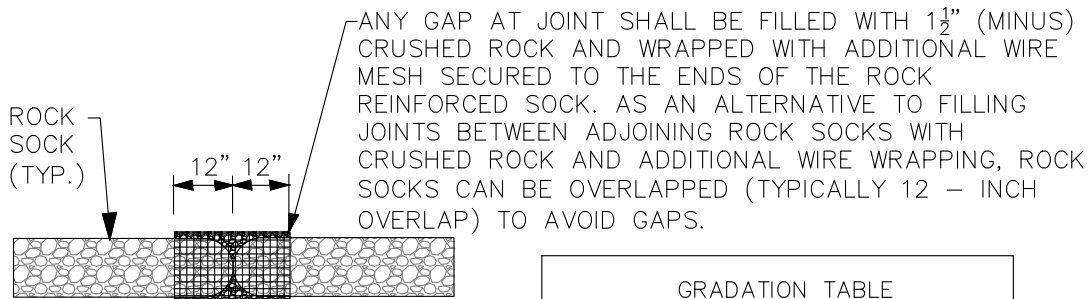 ANY GAP AT JOINT SHALL BE FILLED WITH 1½” (MINUS)
CRUSHED ROCK AND WRAPPED WITH ADDITIONAL WIRE
MESH SECURED TO THE ENDS OF THE ROCK
REINFORCED SOCK. AS AN ALTERNATIVE TO FILLING
JOINTS BETWEEN ADJOINING ROCK SOCKS WITH
CRUSHED ROCK AND ADDITIONAL WIRE WRAPPING, ROCK
SOCKS CAN BE OVERLAPPED (TYPICALLY 12 – INCH
OVERLAP) TO AVOID GAPS.
ROCK
SOCK
(TYP.)
12” 12”
GRADATION TABLE